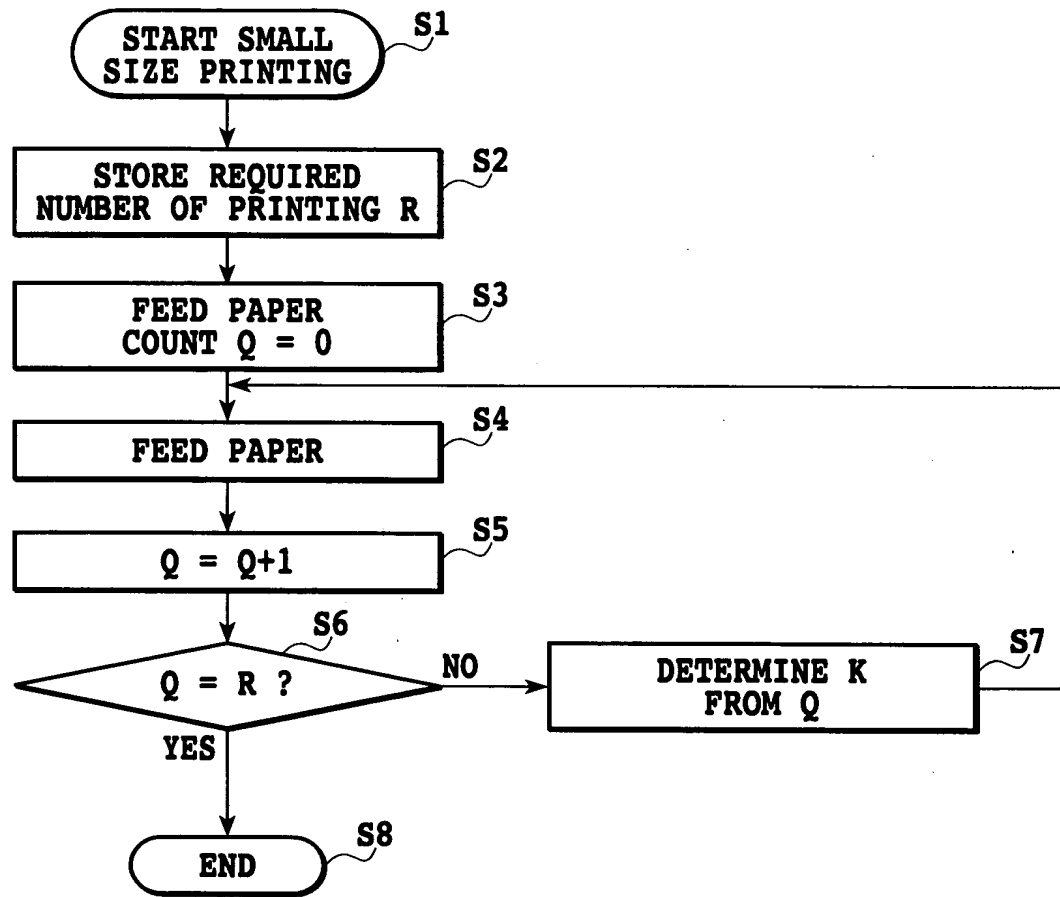 START SMALL
SIZE PRINTING
S1
STORE REQUIRED
NUMBER OF PRINTING R
S2
FEED PAPER
COUNT Q = 0
S3
FEED PAPER
S4
Q = Q+1
S5
Q = R ?
S6
NO
DETERMINE K
FROM Q
S7
YES
END
S8